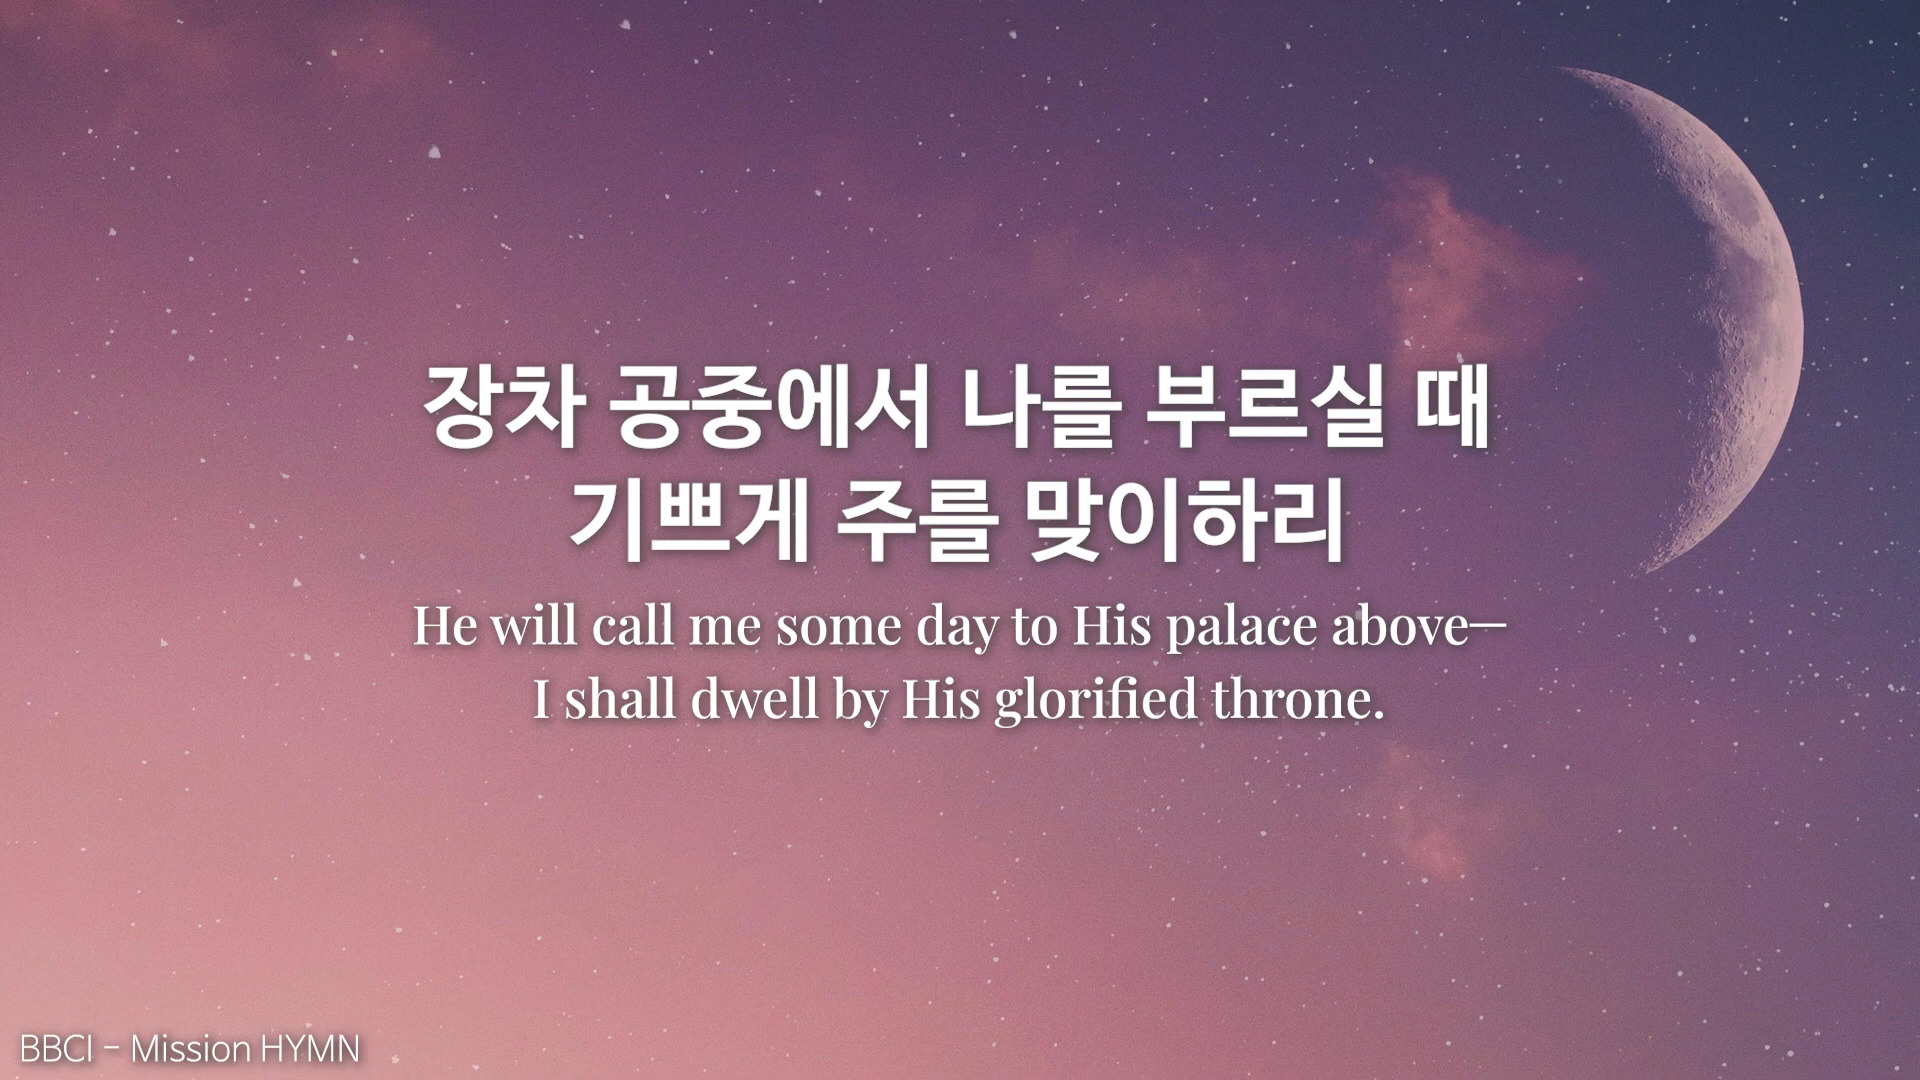 장차 공중에서 나를 부르실 때
기쁘게 주를 맞이하리
He will call me some day to His palace above—
I shall dwell by His glorified throne.
BBCI - Mission HYMN